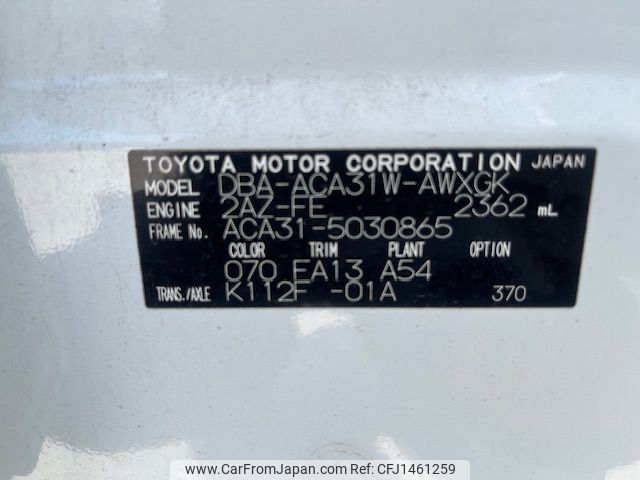 TOYOTA MOTOR CORPORATION JAPAN
MODEL DBA-ACA31W-AWXGK
ENGINE 2AZ-FE 2362 mL
FRAME No. ACA31-5030865
COLOR TRIM PLANT OPTION
070 EA13 A54
TRANS./AXLE K112F -01A 370
www.CarFromJapan.com Ref No. CFJ1461259